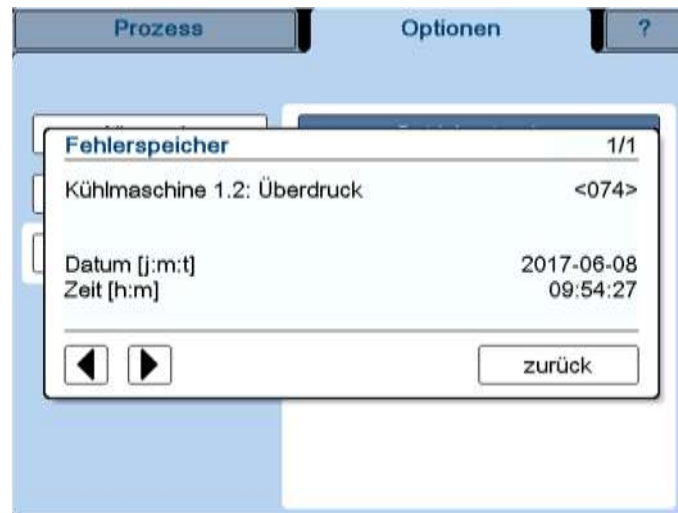 Prozess
Optionen
?
Fehlerspeicher 1/1
Kühlmaschine 1.2: Überdruck <074>
Datum [j:m:t] 2017-06-08
Zeit [h:m] 09:54:27
zurück